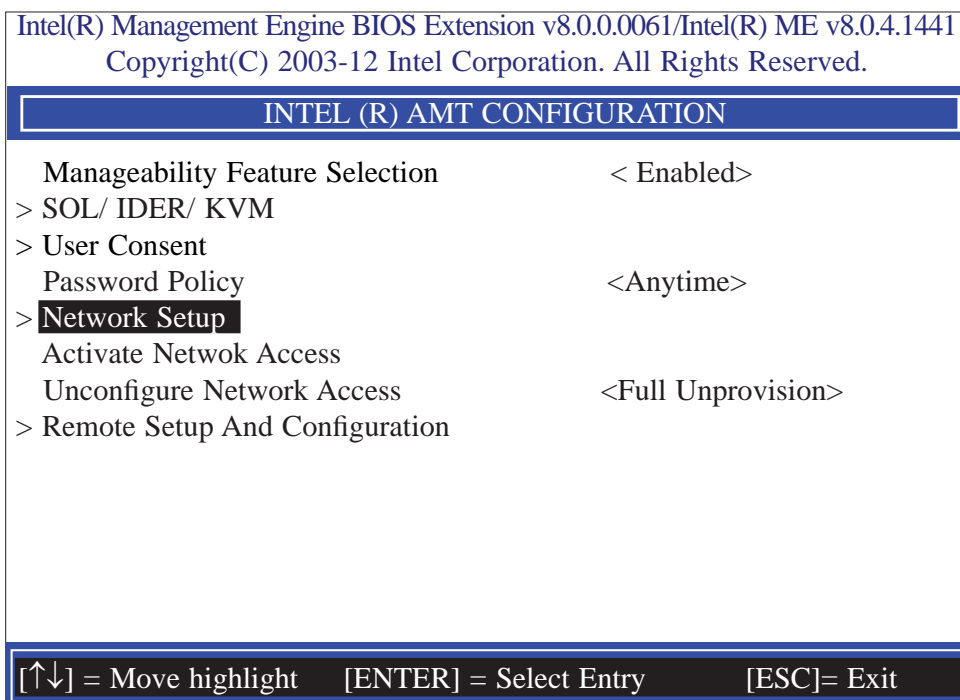 Intel(R) Management Engine BIOS Extension v8.0.0.0061/Intel(R) ME v8.0.4.1441
Copyright(C) 2003-12 Intel Corporation. All Rights Reserved.
INTEL (R) AMT CONFIGURATION
Manageability Feature Selection < Enabled>
> SOL/ IDER/ KVM
> User Consent
Password Policy <Anytime>
> Network Setup
Activate Netwok Access
Unconfigure Network Access <Full Unprovision>
> Remote Setup And Configuration
[↑↓] = Move highlight [ENTER] = Select Entry [ESC]= Exit